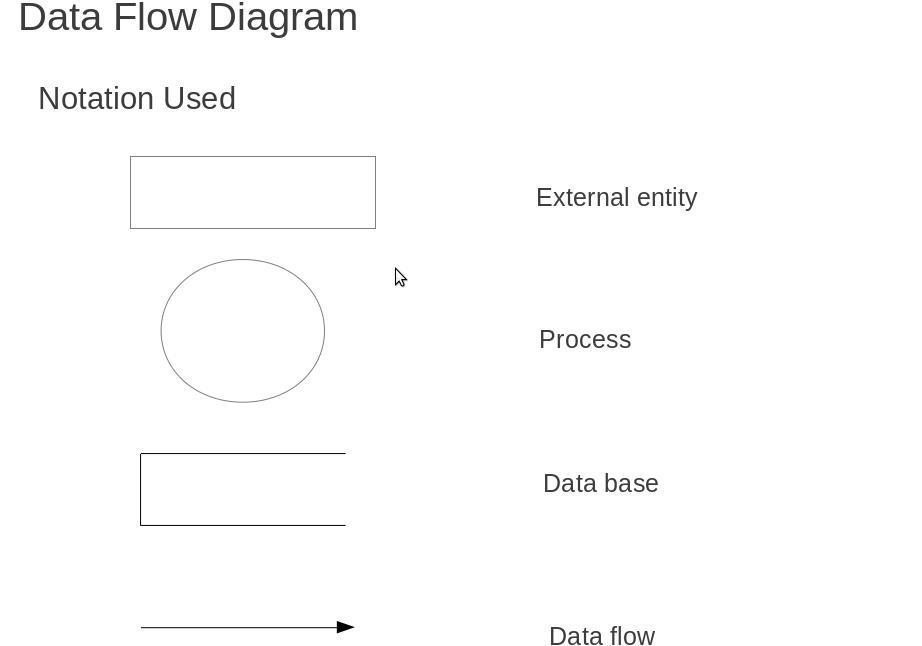 Data Flow Diagram
Notation Used
External entity
Process
Data base
Data flow